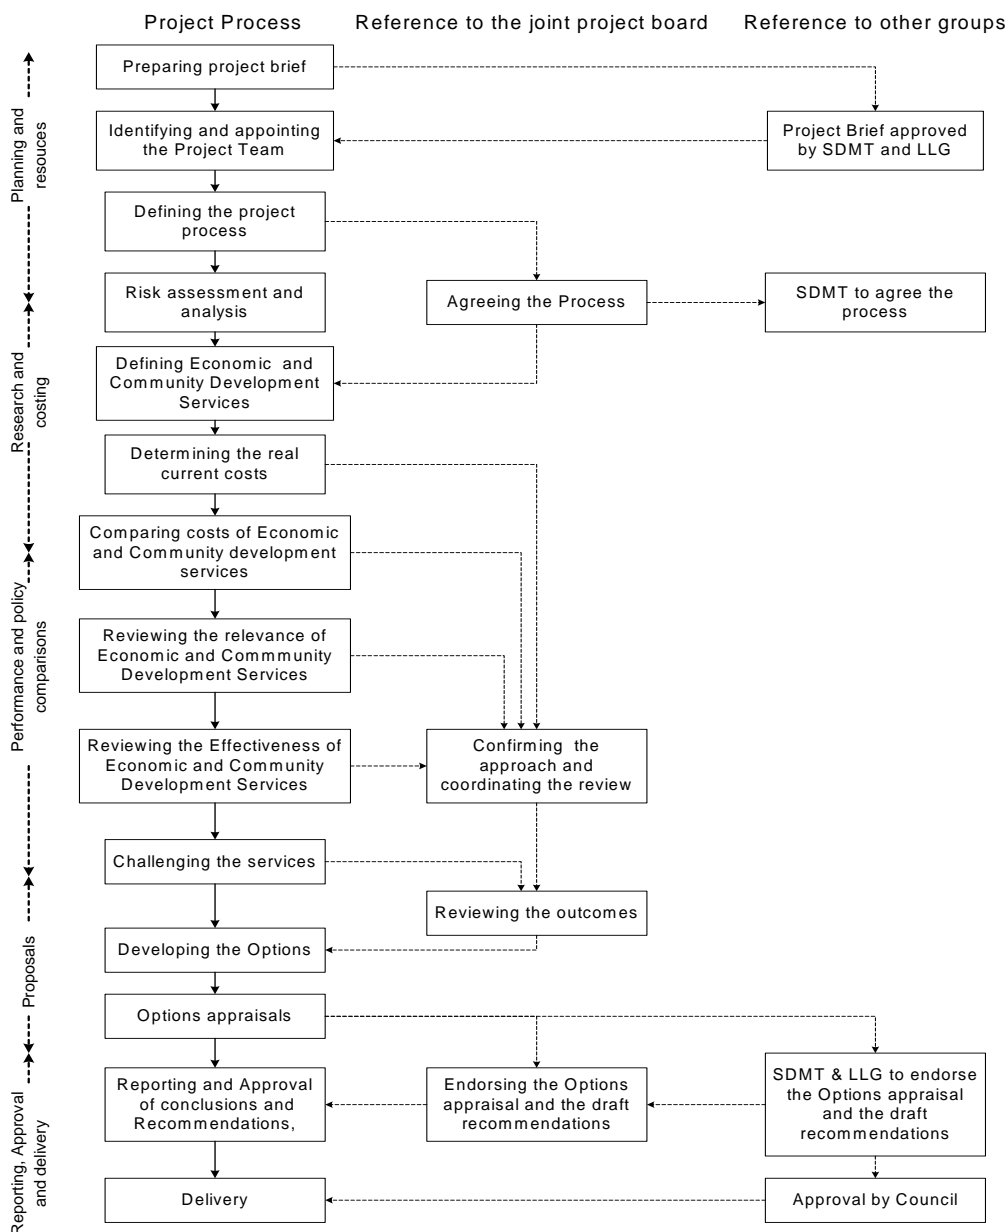 Project Process
Reference to the joint project board
Reference to other groups
Planning and
resouces
Research and
costing
Performance and policy
comparisons
Proposals
Reporting, Approval
and delivery
Preparing project brief
Identifying and appointing
the Project Team
Project Brief approved
by SDMT and LLG
Defining the project
process
Risk assessment and
analysis
Agreeing the Process
SDMT to agree the
process
Defining Economic and
Community Development
Services
Determining the real
current costs
Comparing costs of Economic
and Community development
services
Reviewing the relevance of
Economic and Commmunity
Development Services
Reviewing the Effectiveness of
Economic and Community
Development Services
Confirming the
approach and
coordinating the review
Challenging the services
Reviewing the outcomes
Developing the Options
Options appraisals
Reporting and Approval
of conclusions and
Recommendations,
Endorsing the Options
appraisal and the draft
recommendations
SDMT & LLG to endorse
the Options appraisal
and the draft
recommendations
Delivery
Approval by Council